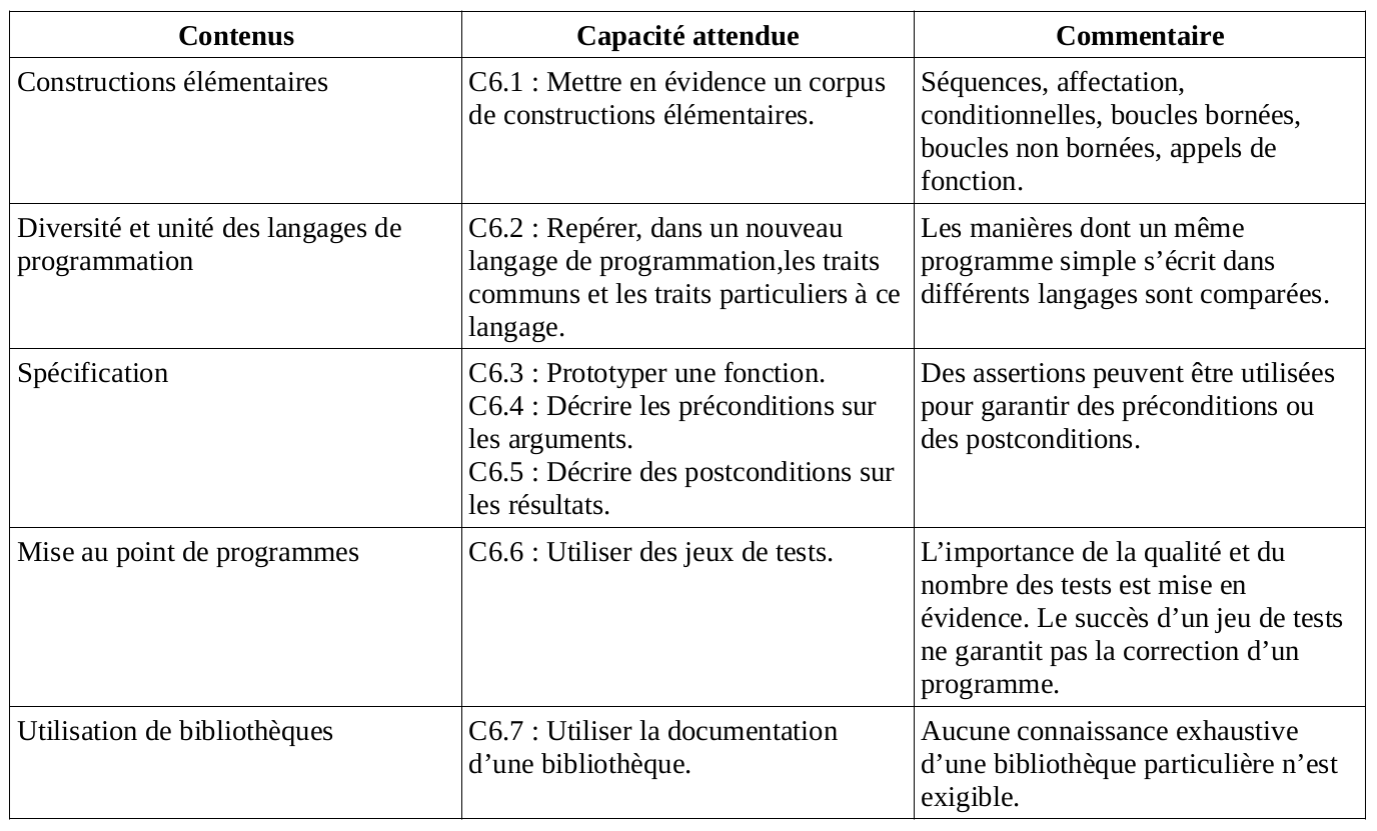 Contenus
Capacité attendue
Commentaire
Constructions élémentaires
C6.1 : Mettre en évidence un corpus
de constructions élémentaires.
Séquences, affectation,
conditionnelles, boucles bornées,
boucles non bornées, appels de
fonction.
Diversité et unité des langages de
programmation
C6.2 : Repérer, dans un nouveau
langage de programmation,les traits
communs et les traits particuliers à ce
langage.
Les manières dont un même
programme simple s’écrit dans
différents langages sont comparées.
Spécification
C6.3 : Prototyper une fonction.
C6.4 : Décrire les préconditions sur
les arguments.
C6.5 : Décrire des postconditions sur
les résultats.
Des assertions peuvent être utilisées
pour garantir des préconditions ou
des postconditions.
Mise au point de programmes
C6.6 : Utiliser des jeux de tests.
L’importance de la qualité et du
nombre des tests est mise en
évidence. Le succès d’un jeu de tests
ne garantit pas la correction d’un
programme.
Utilisation de bibliothèques
C6.7 : Utiliser la documentation
d’une bibliothèque.
Aucune connaissance exhaustive
d’une bibliothèque particulière n’est
exigible.